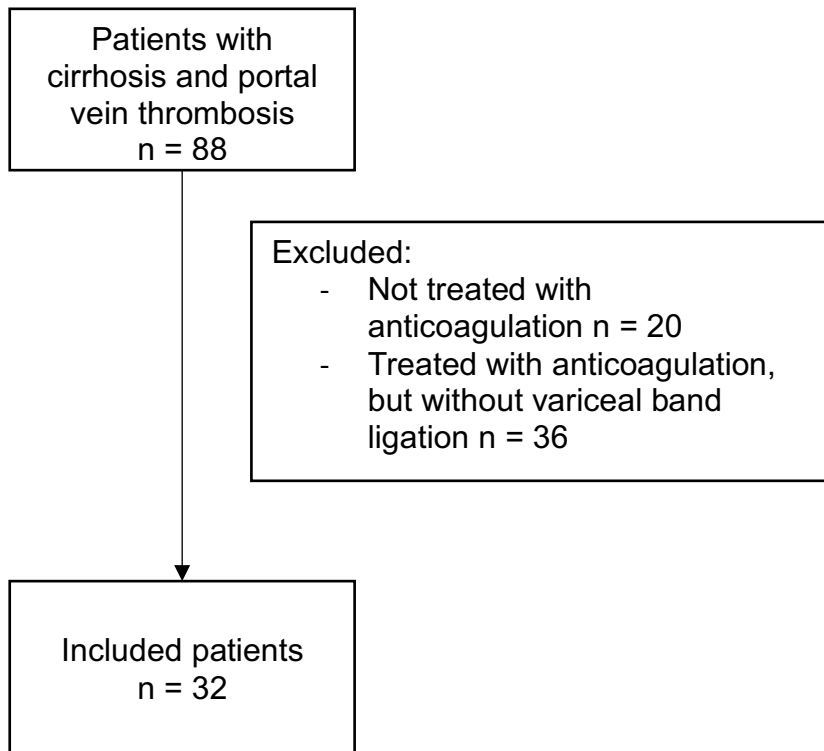 Patients with
cirrhosis and portal
vein thrombosis
n = 88
Excluded:
- Not treated with
anticoagulation n = 20
- Treated with anticoagulation,
but without variceal band
ligation n = 36
Included patients
n = 32